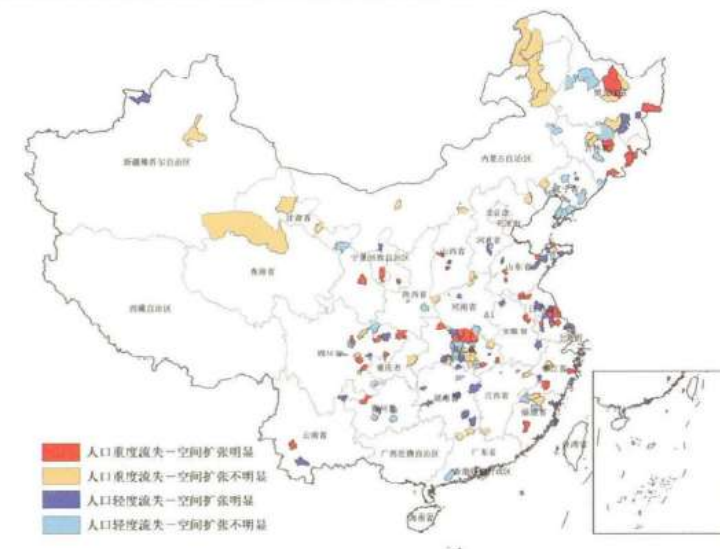 黑龙江省
内蒙古自治区
新疆维吾尔自治区
甘肃省
宁夏回族自治区
山西省
河北省
山东省
青海省
陕西省
河南省
西藏自治区
安徽省
四川省
重庆市
湖南省
江西省
福建省
贵州省
云南省
广西壮族自治区
广东省
台湾省
海南省
人口重度流失—空间扩张明显
人口重度流失—空间扩张不明显
人口轻度流失—空间扩张明显
人口轻度流失—空间扩张不明显